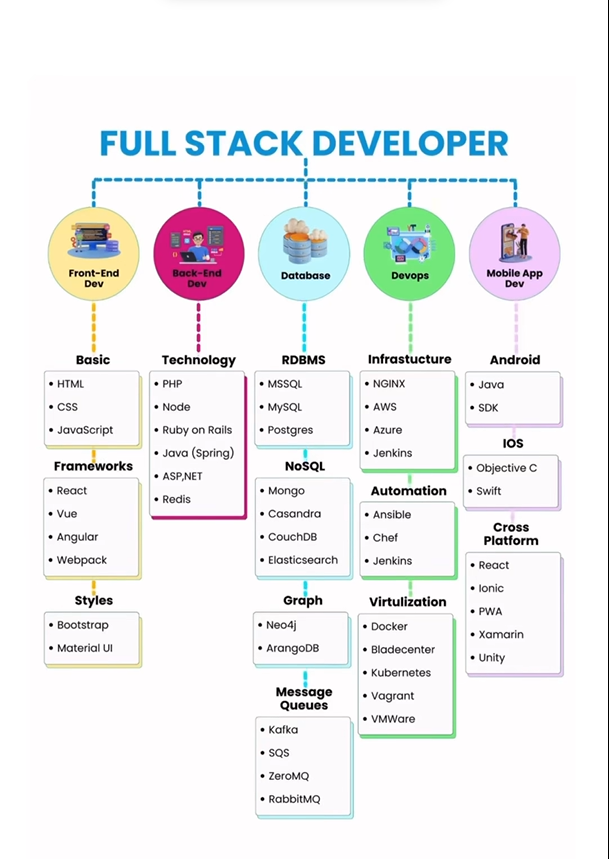 FULL STACK DEVELOPER
Front-End
Dev
Back-End
Dev
Database
Devops
Mobile App
Dev
Basic
• HTML
• CSS
• JavaScript
Frameworks
• React
• Vue
• Angular
• Webpack
Styles
• Bootstrap
• Material UI
Technology
• PHP
• Node
• Ruby on Rails
• Java (Spring)
• ASP,NET
• Redis
RDBMS
• MSSQL
• MySQL
• Postgres
NoSQL
• Mongo
• Casandra
• CouchDB
• Elasticsearch
Graph
• Neo4j
• ArangoDB
Message
Queues
• Kafka
• SQS
• ZeroMQ
• RabbitMQ
Infrastucture
• NGINX
• AWS
• Azure
• Jenkins
Automation
• Ansible
• Chef
• Jenkins
Virtulization
• Docker
• Bladecenter
• Kubernetes
• Vagrant
• VMWare
Android
• Java
• SDK
IOS
• Objective C
• Swift
Cross
Platform
• React
• Ionic
• PWA
• Xamarin
• Unity